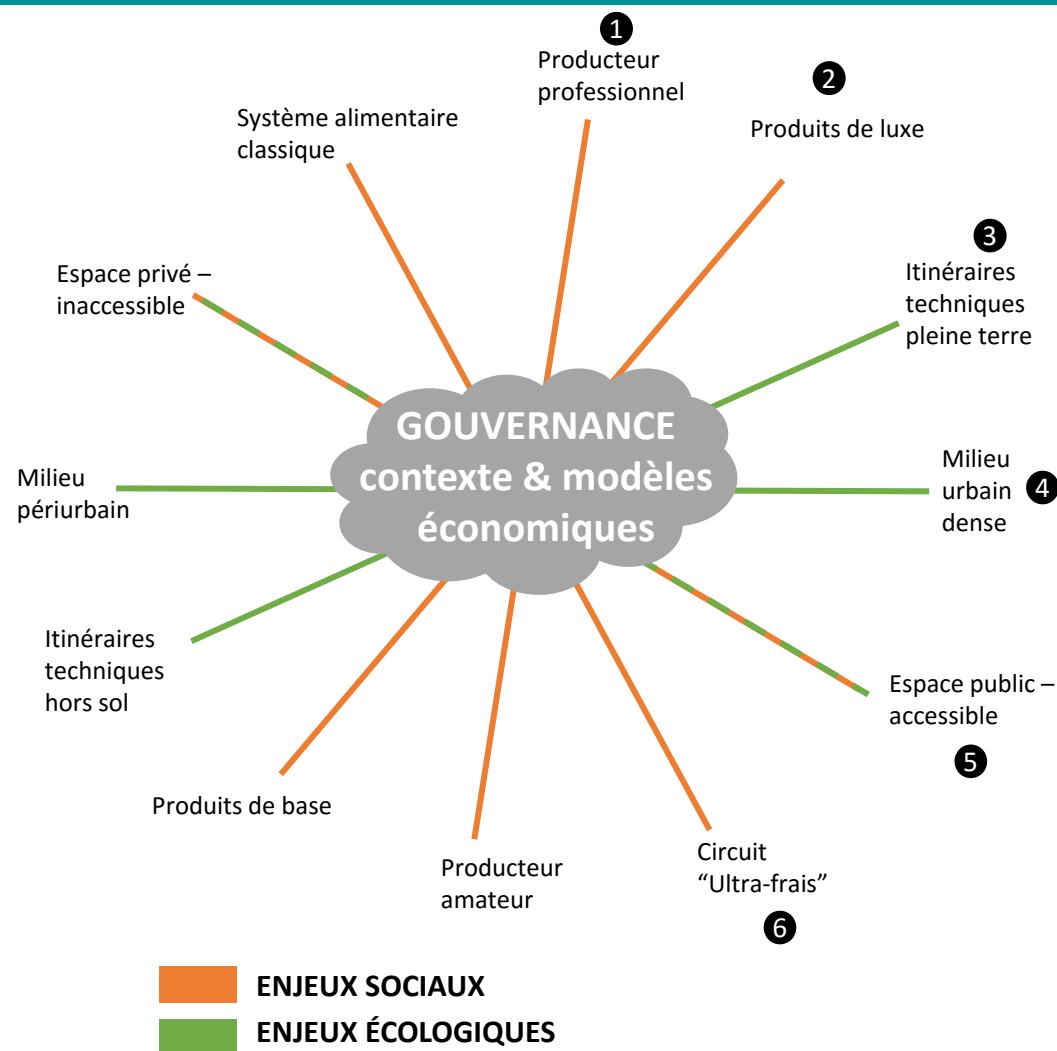 ❶
Producteur
professionnel
❷
Produits de luxe
Système alimentaire
classique
❸
Itinéraires
techniques
pleine terre
Espace privé –
inaccessible
GOUVERNANCE
contexte & modèles
économiques
Milieu
périurbain
Milieu
urbain
dense
❹
Itinéraires
techniques
hors sol
Espace public –
accessible
❺
Produits de base
Producteur
amateur
Circuit
“Ultra-frais”
❻
ENJEUX SOCIAUX
ENJEUX ÉCOLOGIQUES